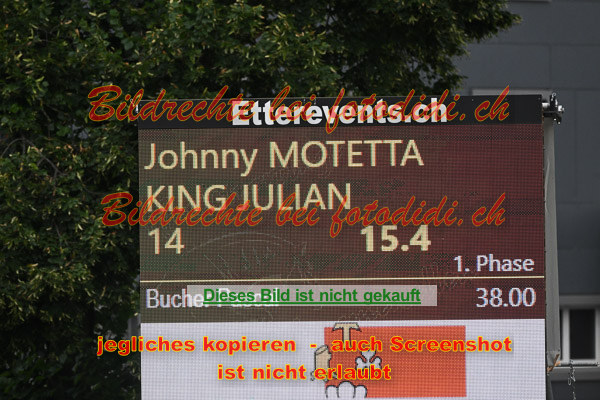 Bildrechte bei fotodidi.ch
Etterevents.ch
Johnny MOTETTA
KING JULIAN
Bildrechte bei fotodidi.ch
14 15.4
1. Phase
Dieses Bild ist nicht gekauft
38.00
jegliches kopieren - auch Screenshot
ist nicht erlaubt